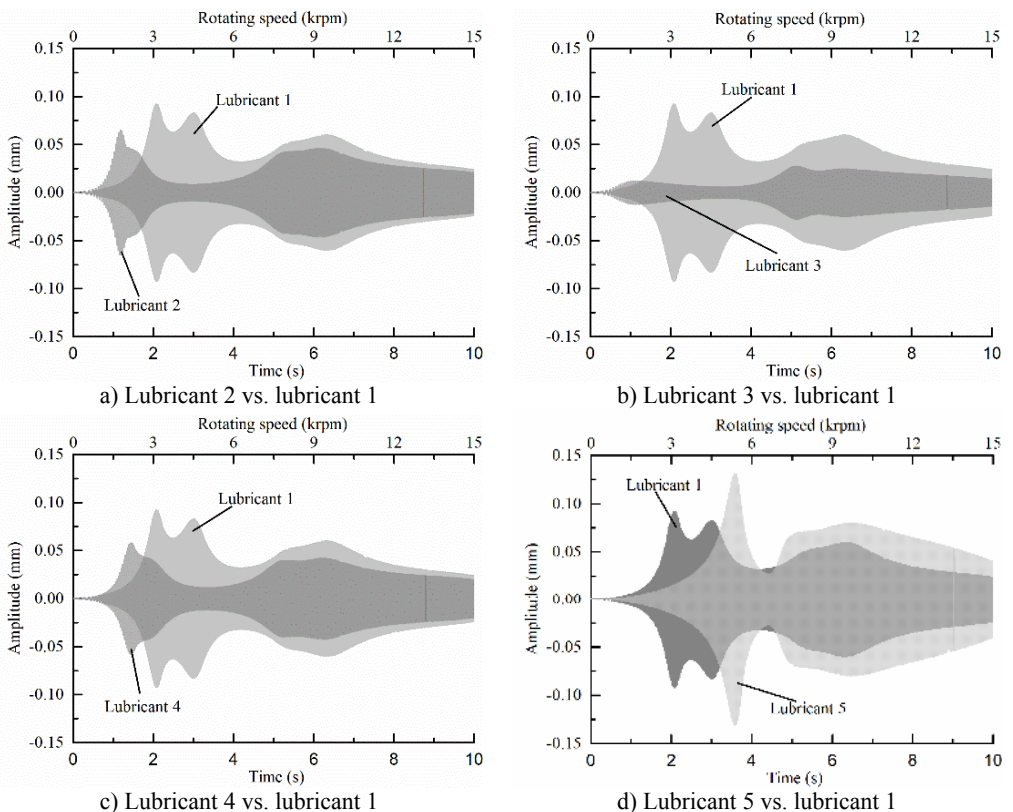 Rotating speed (krpm)
0 3 6 9 12 15
0.15
0.10
0.05
0.00
-0.05
-0.10
-0.15
Amplitude (mm)
Lubricant 1
Lubricant 2
0 2 4 6 8 10
Time (s)
a) Lubricant 2 vs. lubricant 1
Rotating speed (krpm)
0 3 6 9 12 15
0.15
0.10
0.05
0.00
-0.05
-0.10
-0.15
Amplitude (mm)
Lubricant 1
Lubricant 3
0 2 4 6 8 10
Time (s)
b) Lubricant 3 vs. lubricant 1
Rotating speed (krpm)
0 3 6 9 12 15
0.15
0.10
0.05
0.00
-0.05
-0.10
-0.15
Amplitude (mm)
Lubricant 1
Lubricant 4
0 2 4 6 8 10
Time (s)
c) Lubricant 4 vs. lubricant 1
Rotating speed (krpm)
0 3 6 9 12 15
0.15
0.10
0.05
0.00
-0.05
-0.10
-0.15
Amplitude (mm)
Lubricant 1
Lubricant 5
0 2 4 6 8 10
Time (s)
d) Lubricant 5 vs. lubricant 1